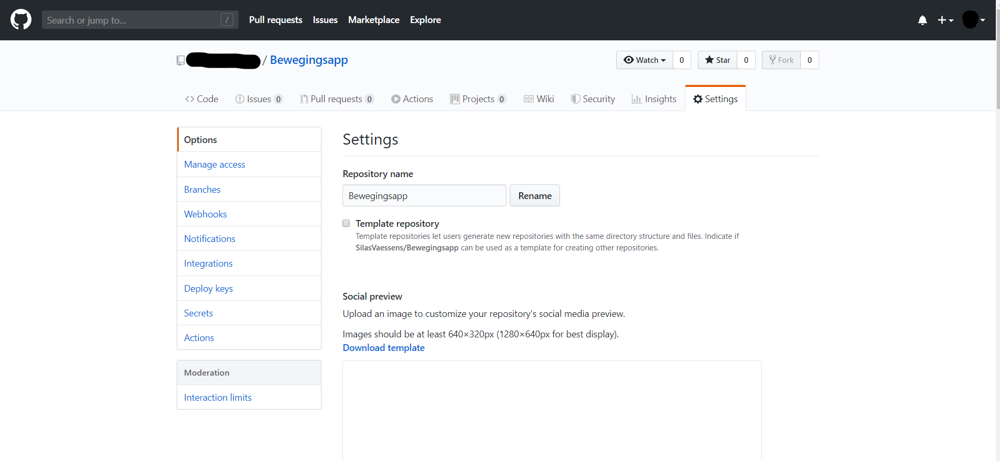 Search or jump to... /
Pull requests Issues Marketplace Explore
/ Bewegingsapp
Watch 0 Star 0 Fork 0
Code Issues 0 Pull requests 0 Actions Projects 0 Wiki Security Insights Settings
Options
Manage access
Branches
Webhooks
Notifications
Integrations
Deploy keys
Secrets
Actions
Moderation
Interaction limits
Settings
Repository name
Bewegingsapp Rename
Template repository
Template repositories let users generate new repositories with the same directory structure and files. Indicate if
SilasVaessens/Bewegingsapp can be used as a template for creating other repositories.
Social preview
Upload an image to customize your repository’s social media preview.
Images should be at least 640×320px (1280×640px for best display).
Download template